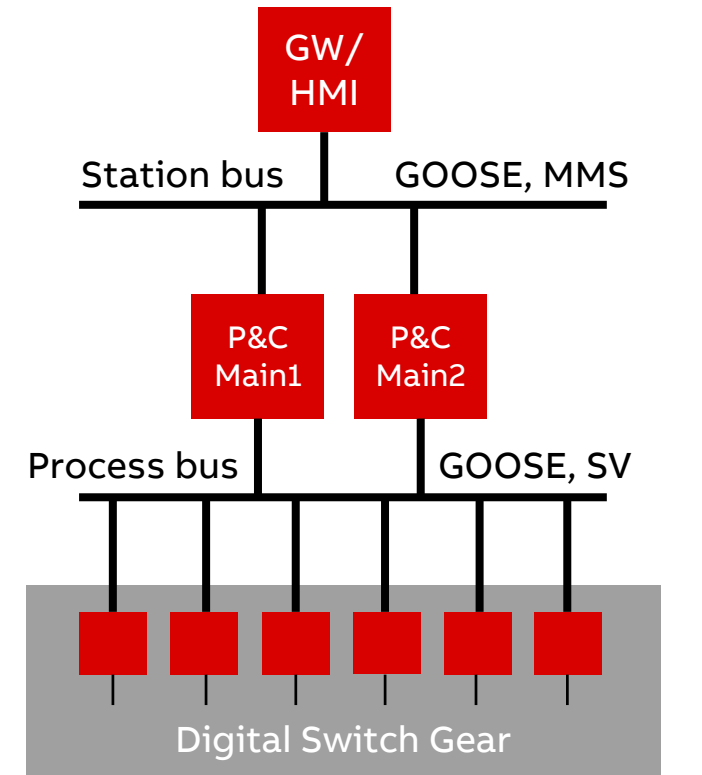 GW/
HMI
Station bus
GOOSE, MMS
P&C
Main1
P&C
Main2
Process bus
GOOSE, SV
Digital Switch Gear